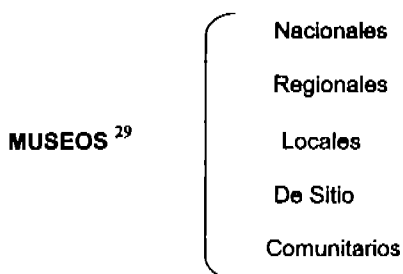 Nacionales
Regionales
MUSEOS 29
Locales
De Sitio
Comunitarios